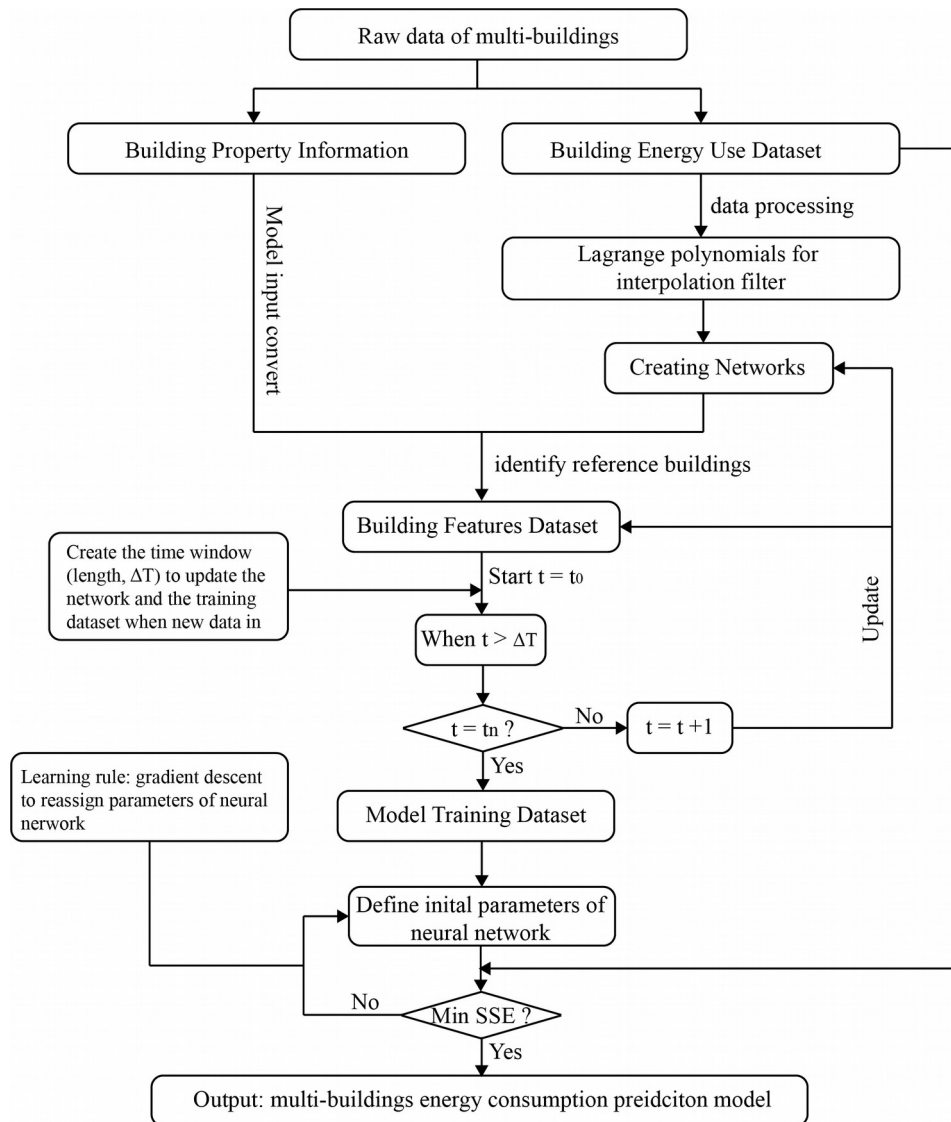 Raw data of multi-buildings
Building Property Information
Building Energy Use Dataset
data processing
Model input convert
Lagrange polynomials for
interpolation filter
Creating Networks
identify reference buildings
Building Features Dataset
Create the time window
(length, ΔT) to update the
network and the training
dataset when new data in
Start t = t0
When t > ΔT
Update
t = tn ?
No
t = t +1
Yes
Learning rule: gradient descent
to reassign parameters of neural
nerwork
Model Training Dataset
Define inital parameters of
neural network
No
Min SSE ?
Yes
Output: multi-buildings energy consumption preidciton model